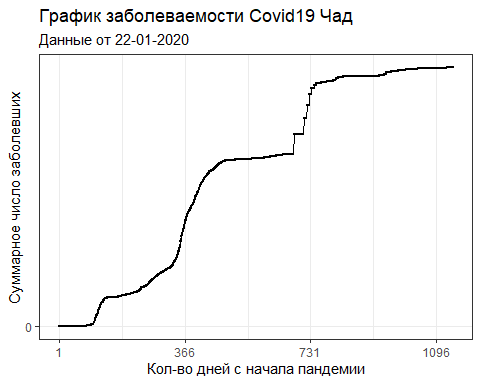 График заболеваемости Covid19 Чад
Данные от 22-01-2020
Суммарное число заболевших
0
1 366 731 1096
Кол-во дней с начала пандемии